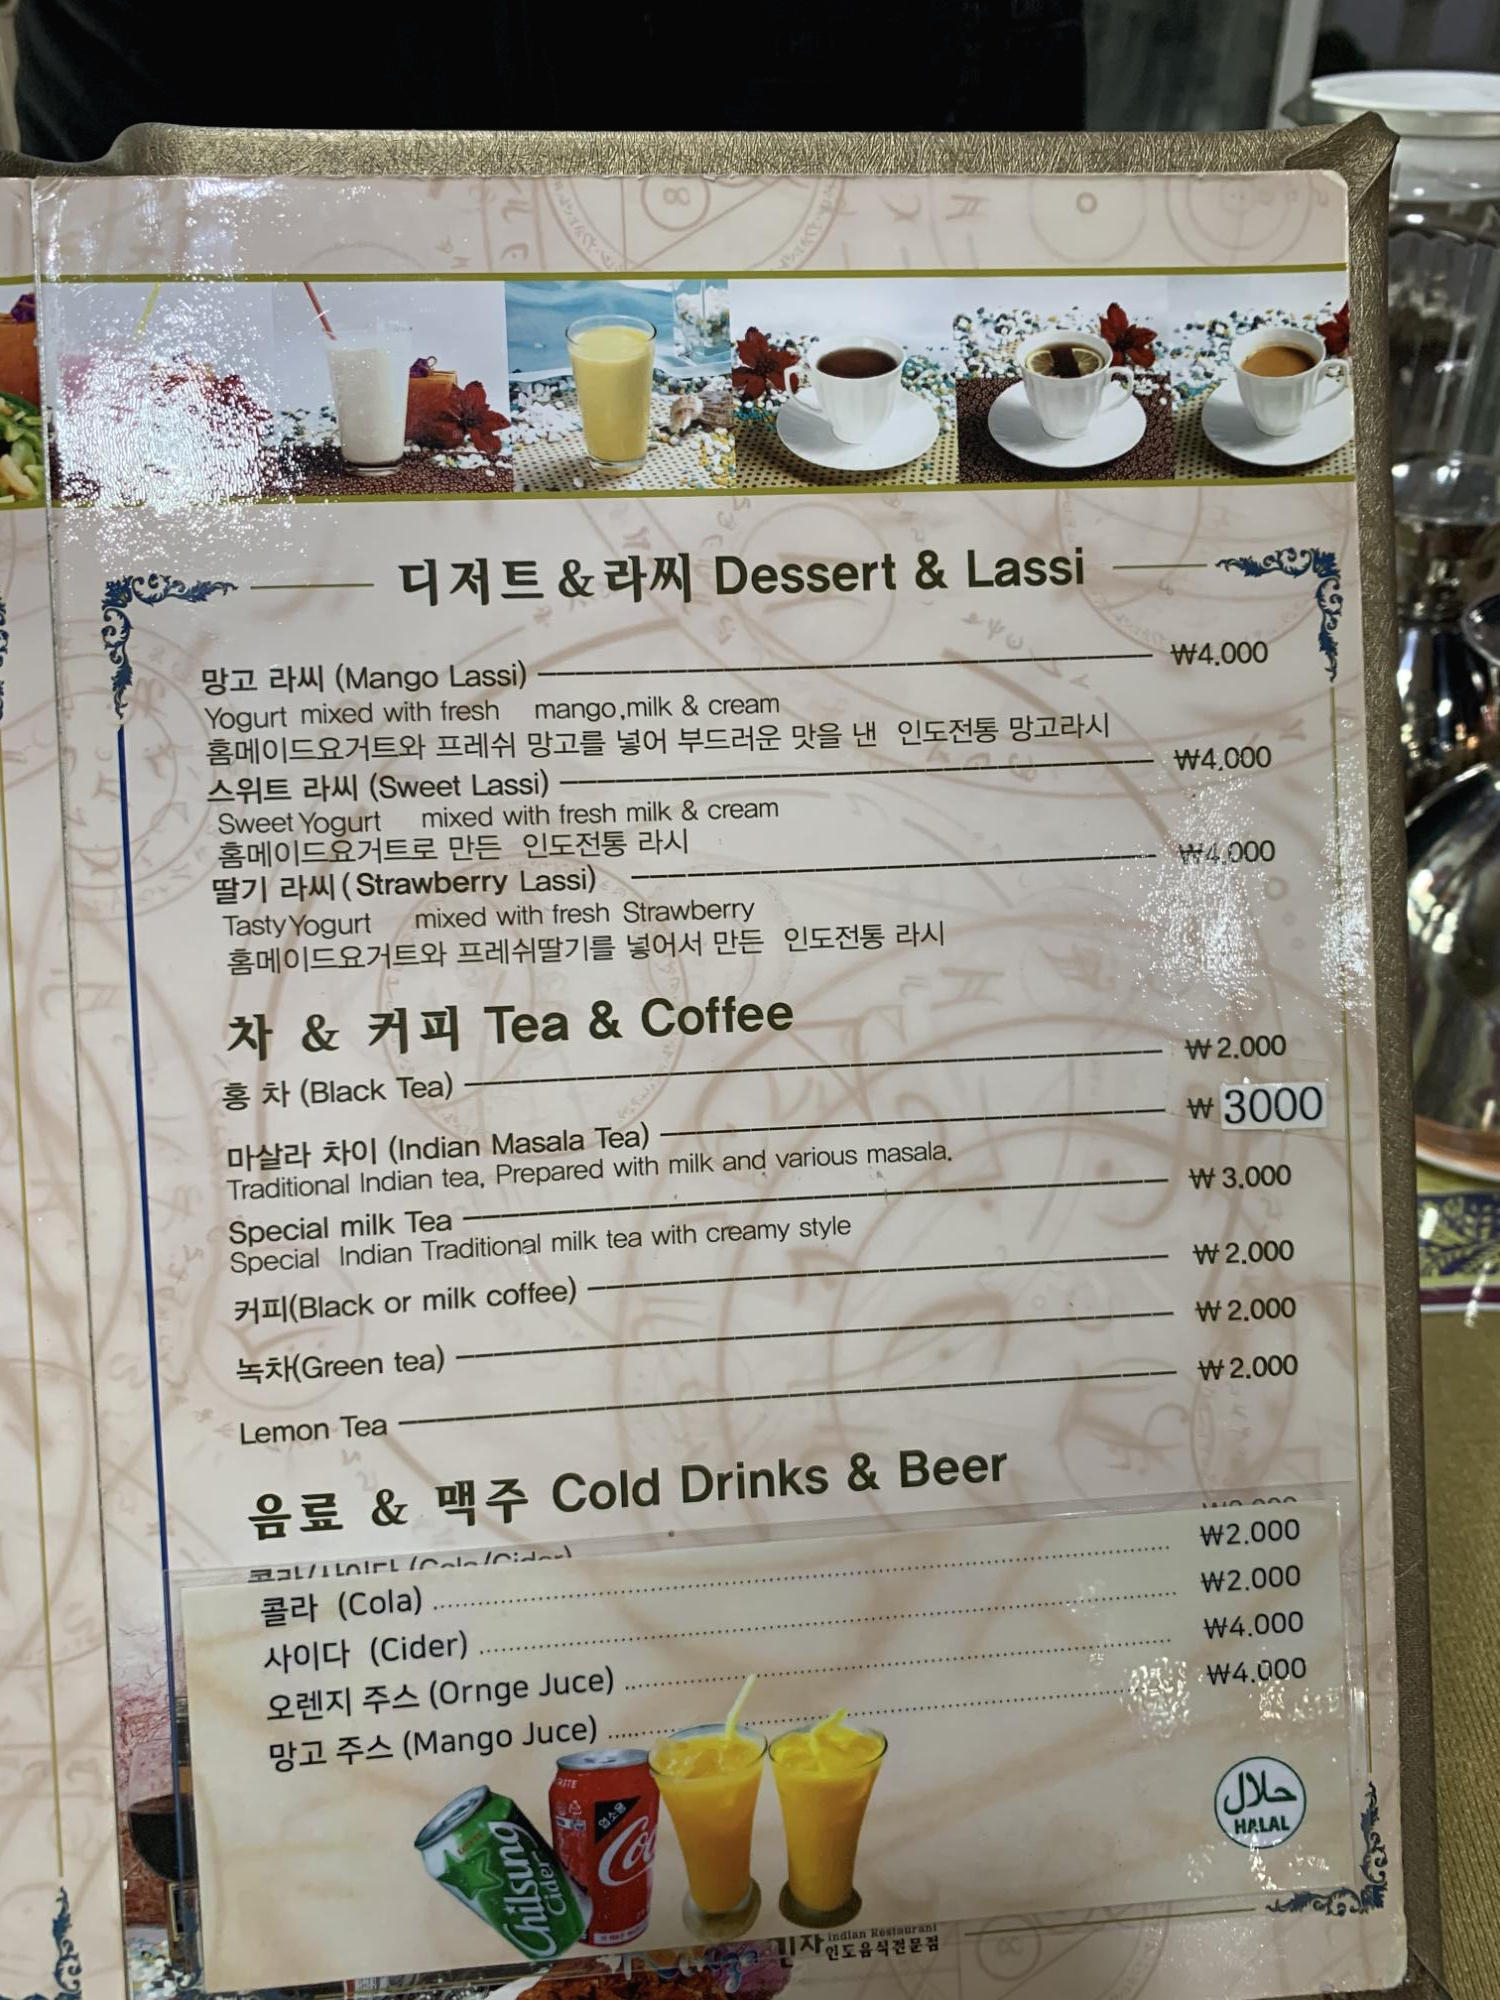 디저트 & 라씨 Dessert & Lassi
망고 라씨 (Mango Lassi) ₩4.000
Yogurt mixed with fresh mango,milk & cream
홈메이드요거트와 프레쉬 망고를 넣어 부드러운 맛을 낸 인도전통 망고라시
스위트 라씨 (Sweet Lassi) ₩4.000
Sweet Yogurt mixed with fresh milk & cream
홈메이드요거트로 만든 인도전통 라시
딸기 라씨 (Strawberry Lassi) ₩4.000
Tasty Yogurt mixed with fresh Strawberry
홈메이드요거트와 프레쉬딸기를 넣어서 만든 인도전통 라시
차 & 커피 Tea & Coffee
홍 차 (Black Tea) ₩2.000
마살라 차이 (Indian Masala Tea) ₩3000
Traditional Indian tea, Prepared with milk and various masala.
Special milk Tea ₩3.000
Special Indian Traditional milk tea with creamy style
커피(Black or milk coffee) ₩2.000
녹차(Green tea) ₩2.000
Lemon Tea ₩2.000
음료 & 맥주 Cold Drinks & Beer
콜라/사이다 (Cola/Cider)
콜라 (Cola) ₩2.000
사이다 (Cider) ₩2.000
오렌지 주스 (Ornge Juce) ₩4.000
망고 주스 (Mango Juce) ₩4.000
حلال
HALAL
Chilsung
Cider
업소용
Indian Restaurant
인도음식전문점